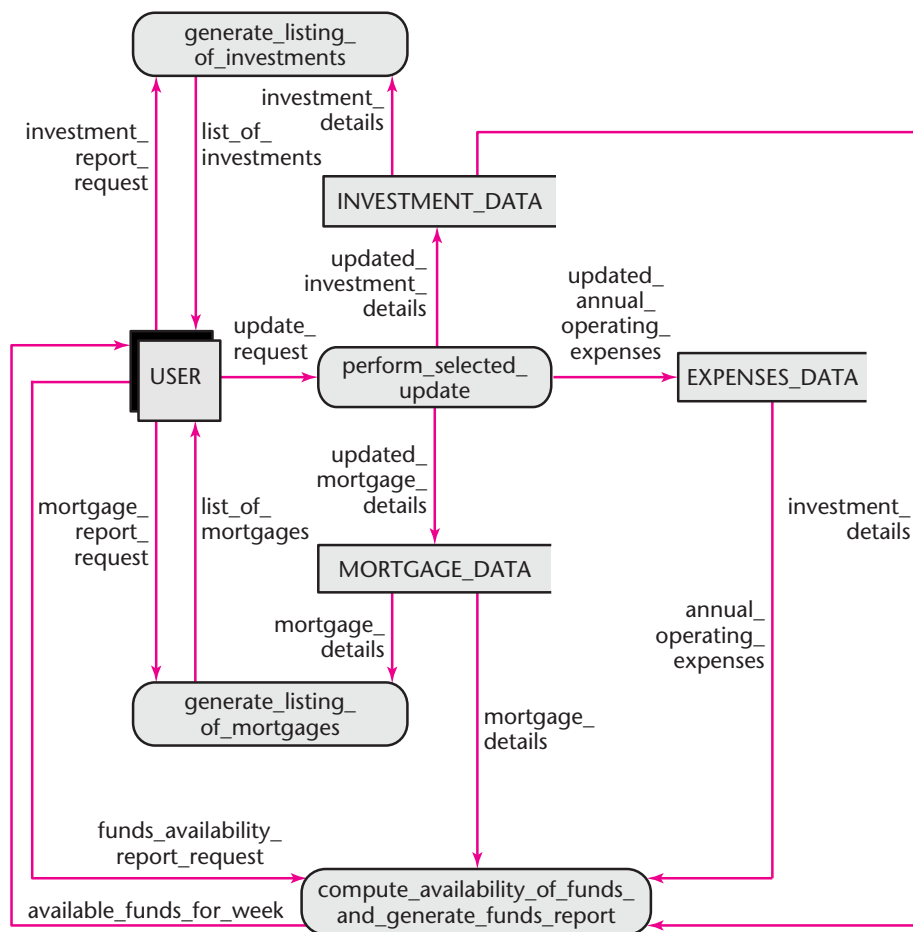 generate_listing_
of_investments
investment_
report_
request
list_of_
investments
investment_
details
INVESTMENT_DATA
updated_
investment_
details
updated_
annual_
operating_
expenses
update_
request
USER
perform_selected_
update
EXPENSES_DATA
updated_
mortgage_
details
mortgage_
report_
request
list_of_
mortgages
investment_
details
MORTGAGE_DATA
mortgage_
details
annual_
operating_
expenses
generate_listing_
of_mortgages
mortgage_
details
funds_availability_
report_request
compute_availability_of_funds_
and_generate_funds_report
available_funds_for_week